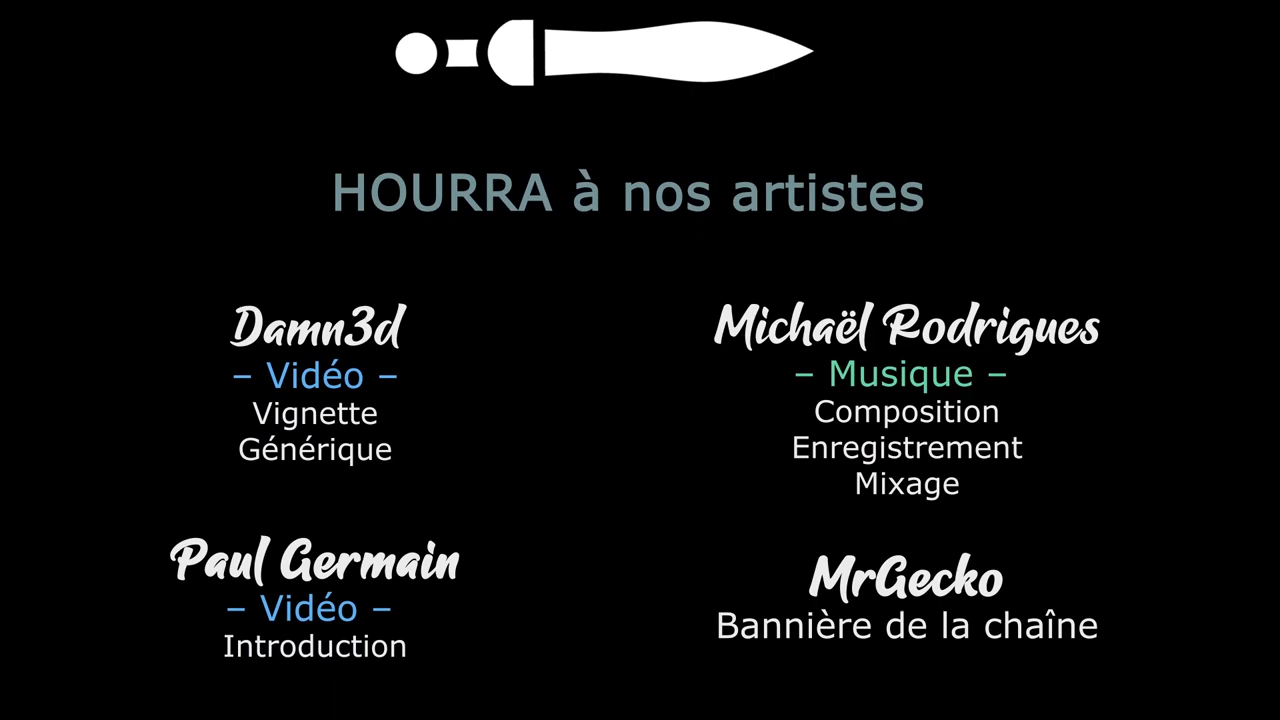 HOURRA à nos artistes
Damn3d
– Vidéo –
Vignette
Générique
Michaël Rodrigues
– Musique –
Composition
Enregistrement
Mixage
Paul Germain
– Vidéo –
Introduction
MrGecko
Bannière de la chaîne